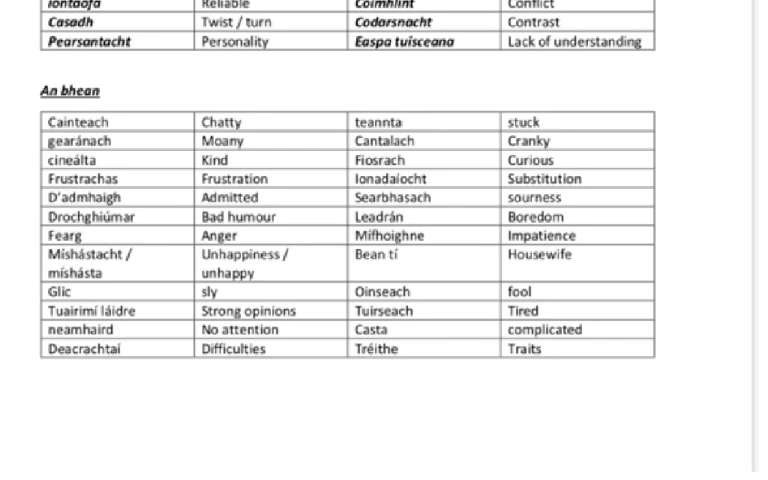 Iontaofa Reliable Coimhlint Conflict
Casadh Twist / turn Codarsnacht Contrast
Pearsantacht Personality Easpa tuisceana Lack of understanding
An bhean
Cainteach Chatty teannta stuck
gearánach Moany Cantalach Cranky
cineálta Kind Fiosrach Curious
Frustrachas Frustration Ionadaíocht Substitution
D'admhaigh Admitted Searbhasach sourness
Drochghiúmar Bad humour Leadrán Boredom
Fearg Anger Mífhoighne Impatience
Míshástacht / Unhappiness / Bean tí Housewife
míshásta unhappy
Glic sly Oinseach fool
Tuairimí láidre Strong opinions Tuirseach Tired
neamhaird No attention Casta complicated
Deacrachtaí Difficulties Tréithe Traits